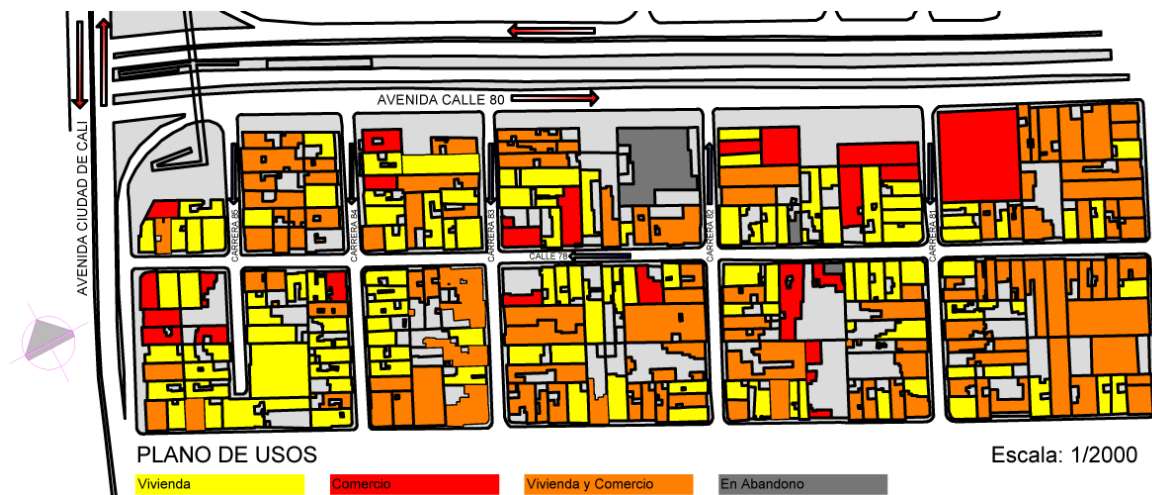 AVENIDA CALLE 80
AVENIDA CIUDAD DE CALI
CARRERA 85
CARRERA 84
CARRERA 83
CARRERA 82
CARRERA 81
CALLE 78
PLANO DE USOS
Escala: 1/2000
Vivienda
Comercio
Vivienda y Comercio
En Abandono